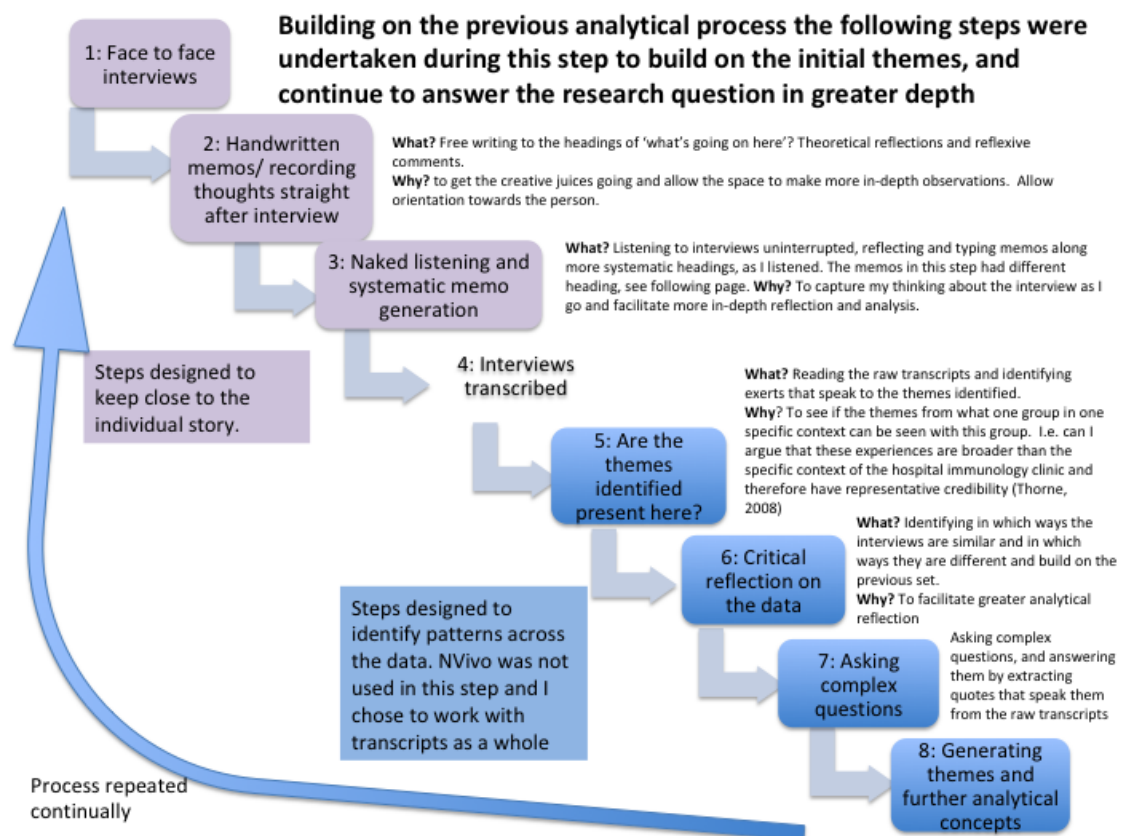 Building on the previous analytical process the following steps were
undertaken during this step to build on the initial themes, and
continue to answer the research question in greater depth
1: Face to face
interviews
2: Handwritten
memos/ recording
thoughts straight
after interview
What? Free writing to the headings of ‘what’s going on here’? Theoretical reflections and reflexive
comments.
Why? to get the creative juices going and allow the space to make more in-depth observations.  Allow
orientation towards the person.
3: Naked listening and
systematic memo
generation
What? Listening to interviews uninterrupted, reflecting and typing memos along
more systematic headings, as I listened. The memos in this step had different
heading, see following page. Why? To capture my thinking about the interview as I
go and facilitate more in-depth reflection and analysis.
Steps designed to
keep close to the
individual story.
4: Interviews
transcribed
What? Reading the raw transcripts and identifying
exerts that speak to the themes identified.
Why? To see if the themes from what one group in one
specific context can be seen with this group.  I.e. can I
argue that these experiences are broader than the
specific context of the hospital immunology clinic and
therefore have representative credibility (Thorne,
2008)
5: Are the
themes
identified
present here?
What? Identifying in which ways the
interviews are similar and in which
ways they are different and build on the
previous set.
Why? To facilitate greater analytical
reflection
6: Critical
reflection on
the data
Steps designed to
identify patterns across
the data. NVivo was not
used in this step and I
chose to work with
transcripts as a whole
7: Asking
complex
questions
Asking complex
questions, and answering
them by extracting
quotes that speak them
from the raw transcripts
8: Generating
themes and
further analytical
concepts
Process repeated
continually